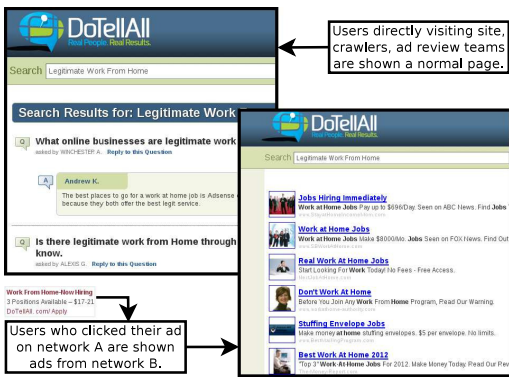 DoTellAll
Real People. Real Results.
Search Legitimate Work From Home
Search Results for: Legitimate Work
Q What online businesses are legitimate work
asked by WINCHESTER A. Reply to this Question
A Andrew K.
The best places to go for a work at home job is Adsense
because they both offer the best legit service.
Q Is there legitimate work from Home through
know.
asked by ALEXIS G. Reply to this Question
Users directly visiting site,
crawlers, ad review teams
are shown a normal page.
Work From Home-Now Hiring
3 Positions Available – $17-21
DoTellAll.com/Apply
Users who clicked their ad
on network A are shown
ads from network B.
DoTellAll
Real People. Real Results.
Search Legitimate Work From Home
Jobs Hiring Immediately
Work at Home Jobs Pay up to $896/Day. Seen on ABC News. Find Jobs
Work at Home Jobs
Work at Home Jobs Make $8000/Mo. Jobs Seen on FOX News. Find Out
Real Work At Home Jobs
Start Looking For Work Today! No Fees - Free Access.
Don't Work At Home
Before You Join Any Work From Home Program, Read Our Warning.
Stuffing Envelope Jobs
Make money at home stuffing envelopes. $5 per envelope. No limits.
Best Work At Home 2012
"Top 3" Work-At-Home Jobs For 2012. Make Money Today. Read Our Rev